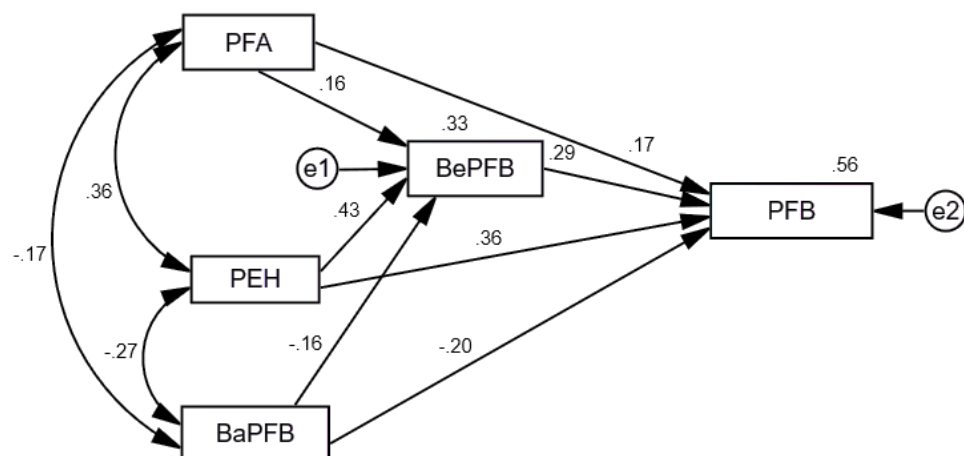 PFA
.16
.33
.17
.29
.56
e1
BePFB
PFB
e2
.36
.43
-.17
.36
PEH
-.27
-.16
-.20
BaPFB